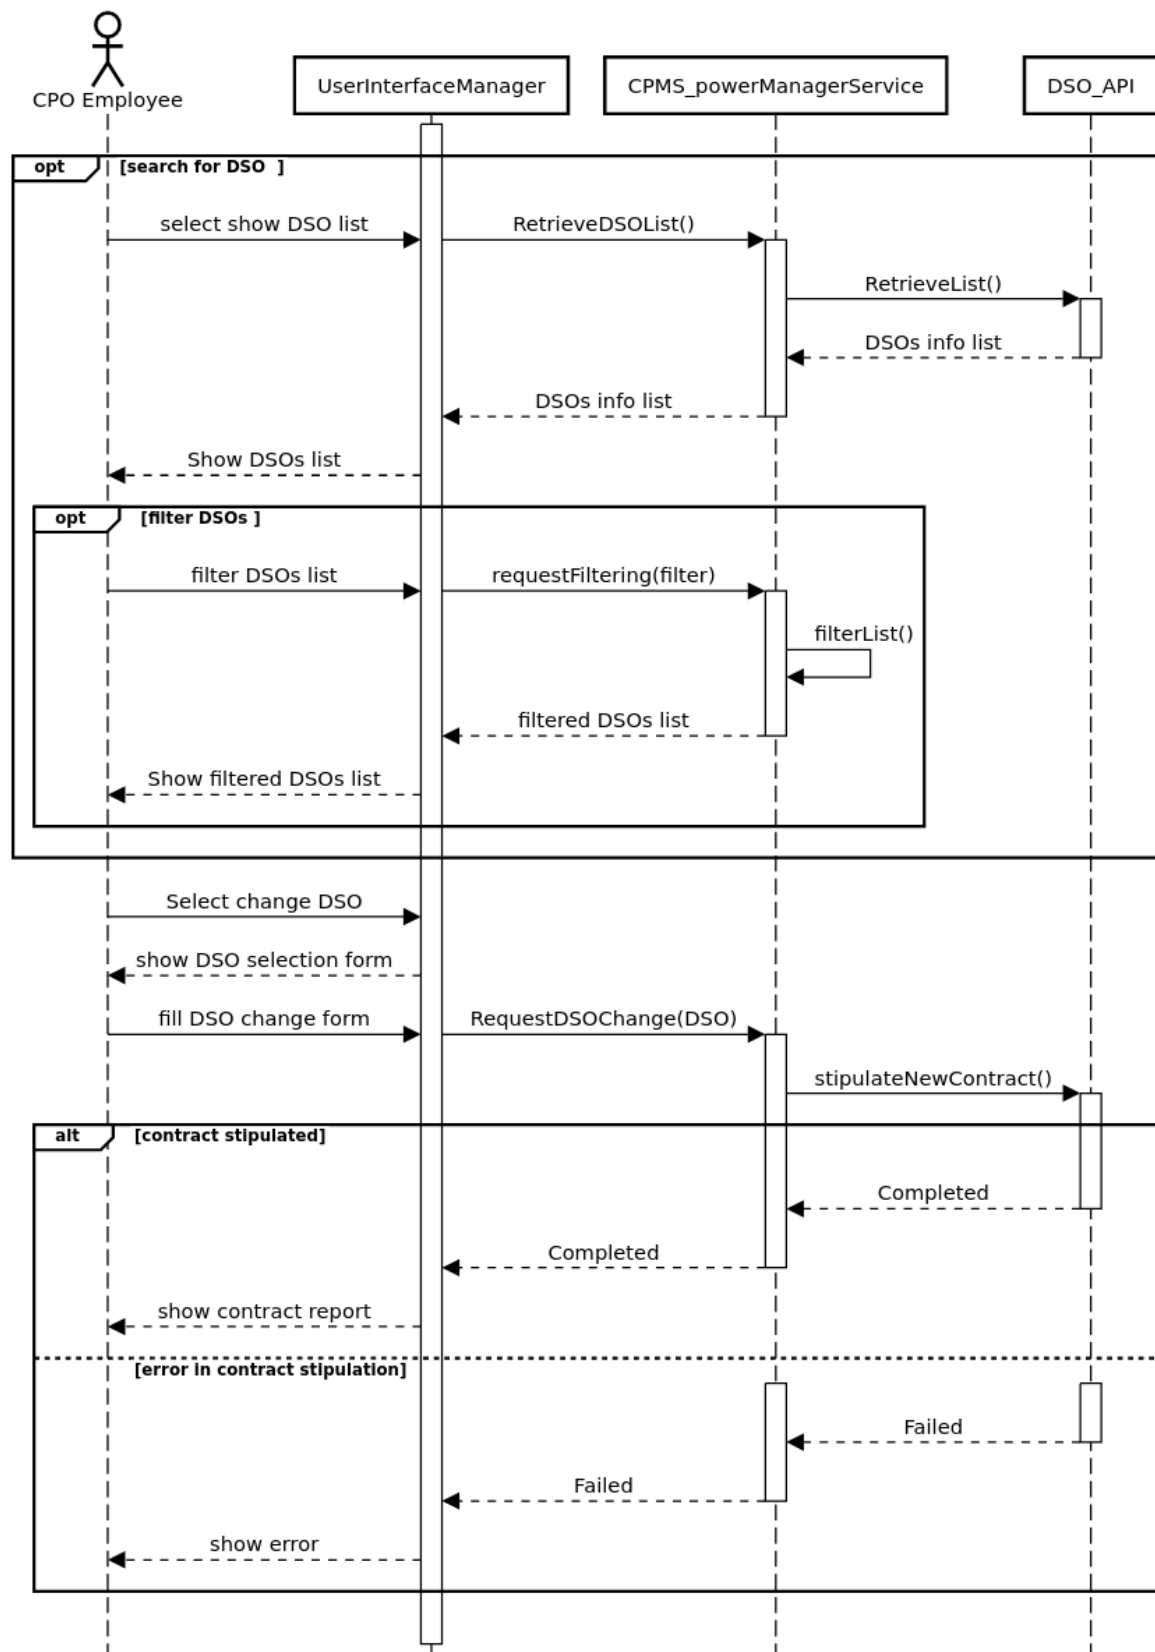 CPO Employee
UserInterfaceManager
CPMS_powerManagerService
DSO_API
opt
[search for DSO  ]
select show DSO list
RetrieveDSOList()
RetrieveList()
DSOs info list
DSOs info list
Show DSOs list
opt
[filter DSOs ]
filter DSOs list
requestFiltering(filter)
filterList()
filtered DSOs list
Show filtered DSOs list
Select change DSO
show DSO selection form
fill DSO change form
RequestDSOChange(DSO)
stipulateNewContract()
alt
[contract stipulated]
Completed
Completed
show contract report
[error in contract stipulation]
Failed
Failed
show error